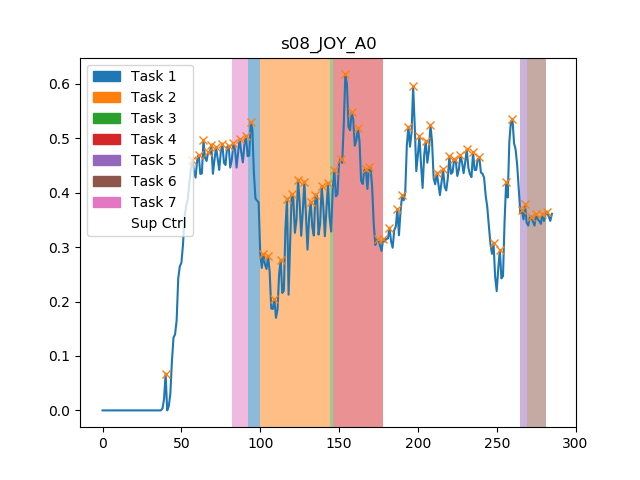 s08_JOY_A0
Task 1
Task 2
Task 3
Task 4
Task 5
Task 6
Task 7
Sup Ctrl
0.6
0.5
0.4
0.3
0.2
0.1
0.0
0 50 100 150 200 250 300